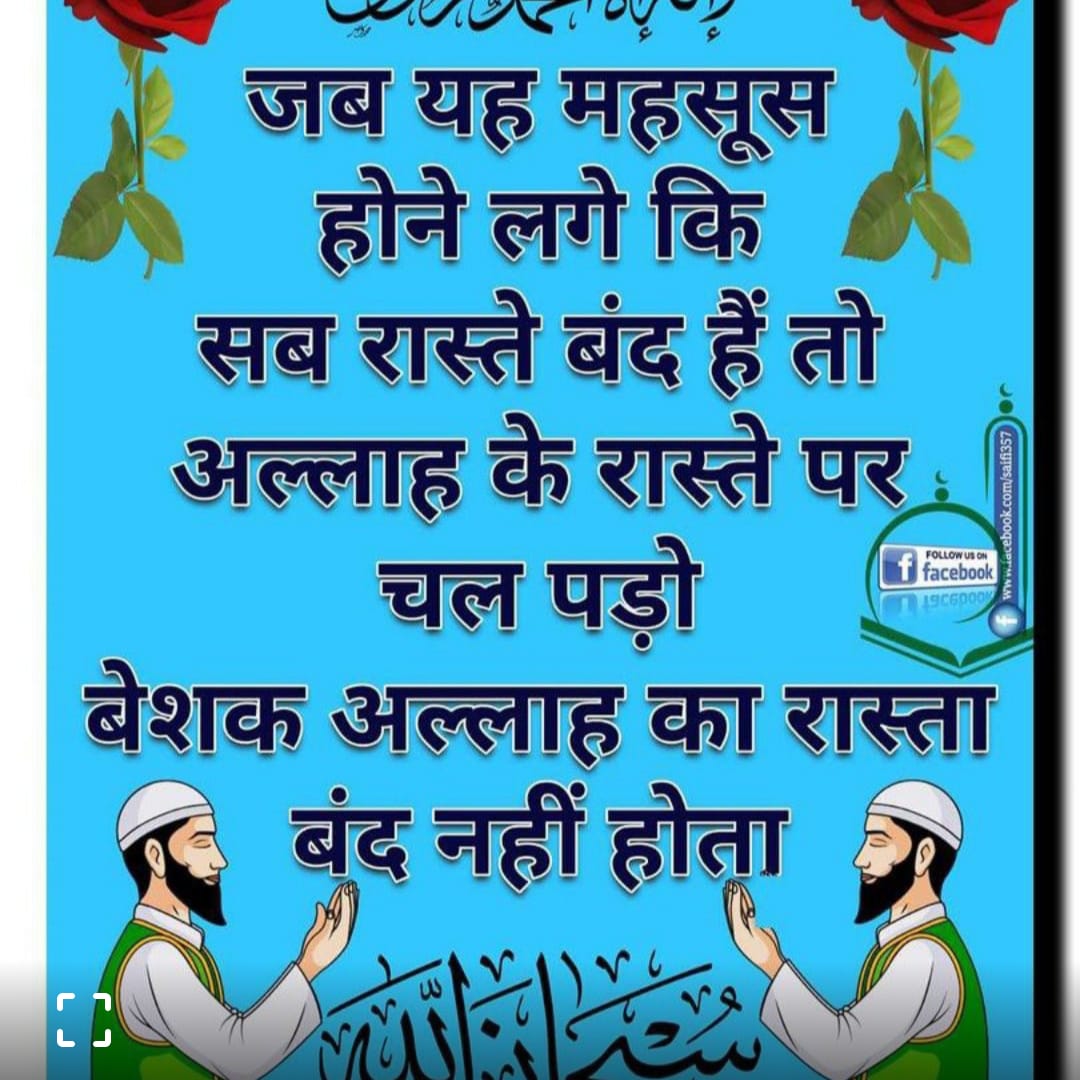 जब यह महसूस
होने लगे कि
सब रास्ते बंद हैं तो
अल्लाह के रास्ते पर
चल पड़ो
www.facebook.com/saifi357
FOLLOW US ON
facebook
बेशक अल्लाह का रास्ता
बंद नहीं होता
سبحان الله